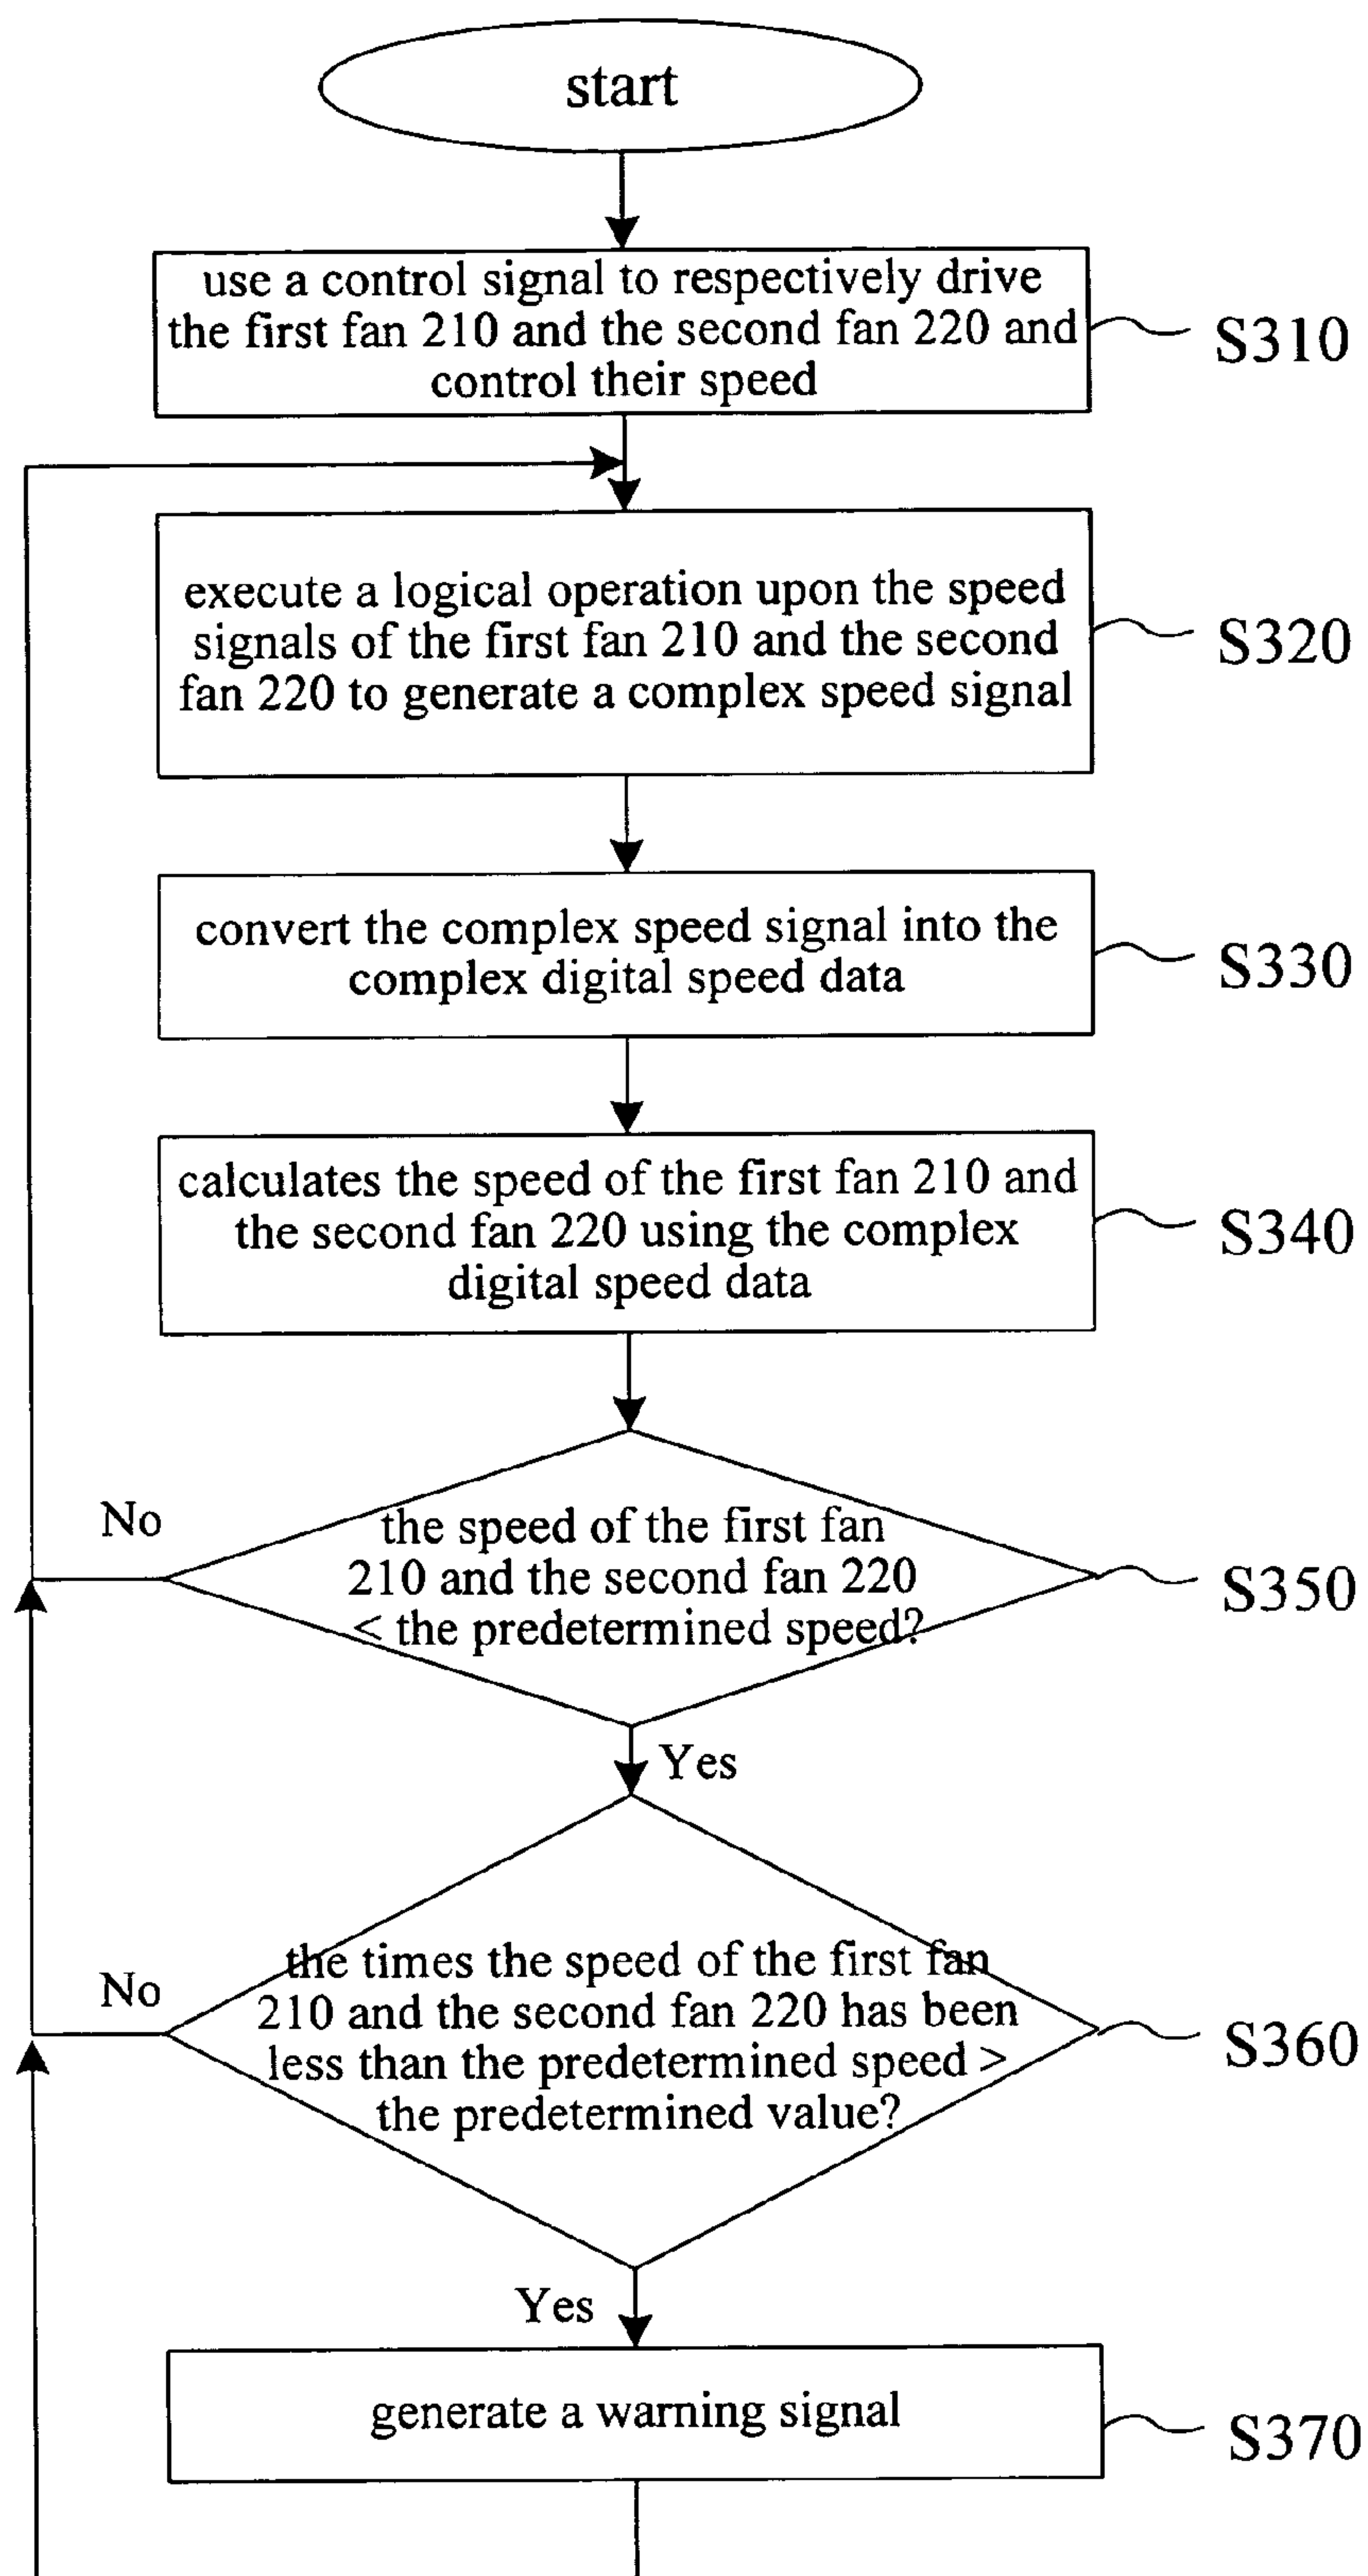 start
use a control signal to respectively drive
the first fan 210 and the second fan 220 and
control their speed
S310
execute a logical operation upon the speed
signals of the first fan 210 and the second
fan 220 to generate a complex speed signal
S320
convert the complex speed signal into the
complex digital speed data
S330
calculates the speed of the first fan 210 and
the second fan 220 using the complex
digital speed data
S340
No
the speed of the first fan
210 and the second fan 220
< the predetermined speed?
S350
Yes
No
the times the speed of the first fan
210 and the second fan 220 has been
less than the predetermined speed >
the predetermined value?
S360
Yes
generate a warning signal
S370